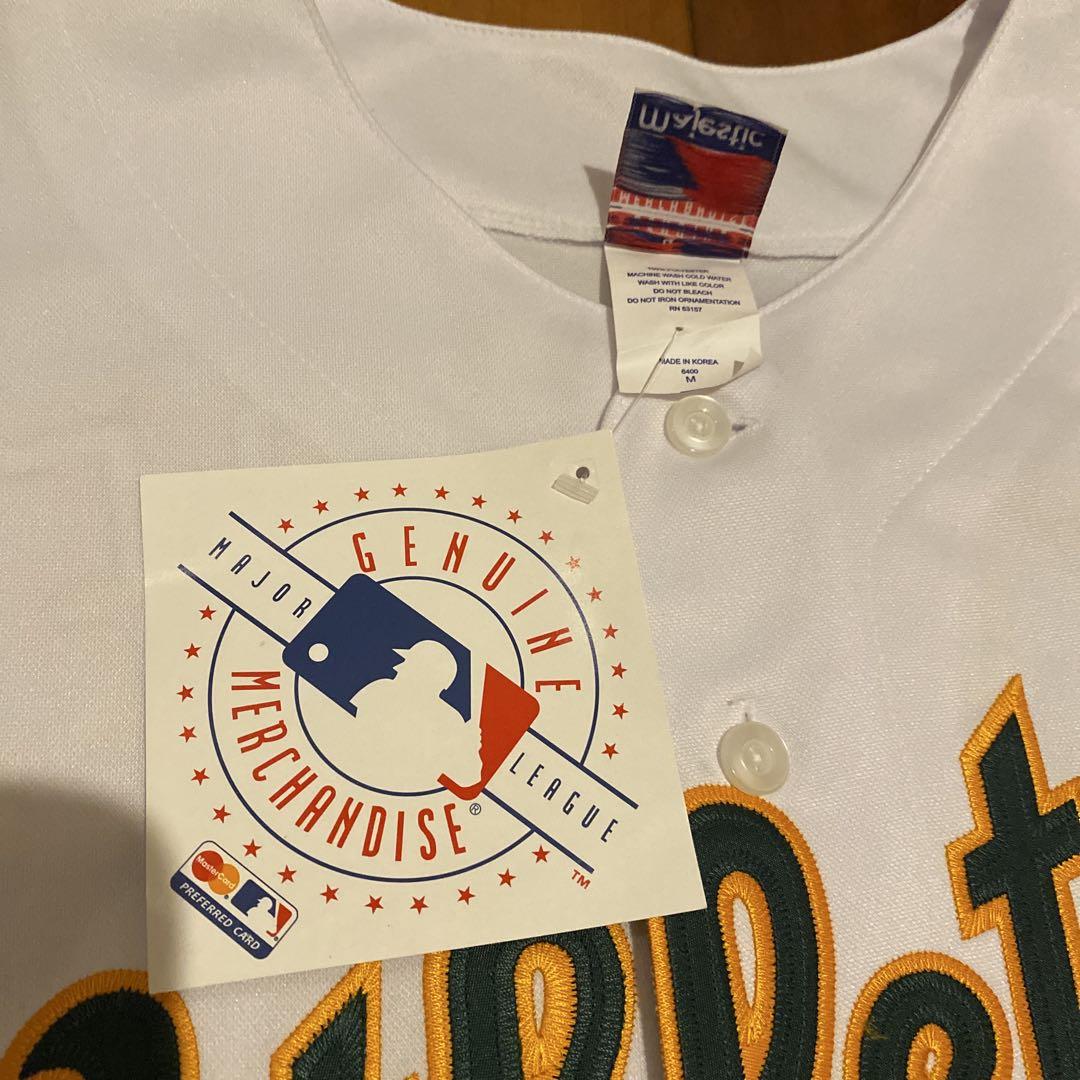 Majestic
MERCHANDISE
MACHINE WASH COLD WATER
WASH WITH LIKE COLOR
DO NOT BLEACH
DO NOT IRON ORNAMENTATION
RN 53157
MADE IN KOREA
6400
M
GENUINE
MAJOR
LEAGUE
MERCHANDISE®
TM
MasterCard
PREFERRED CARD